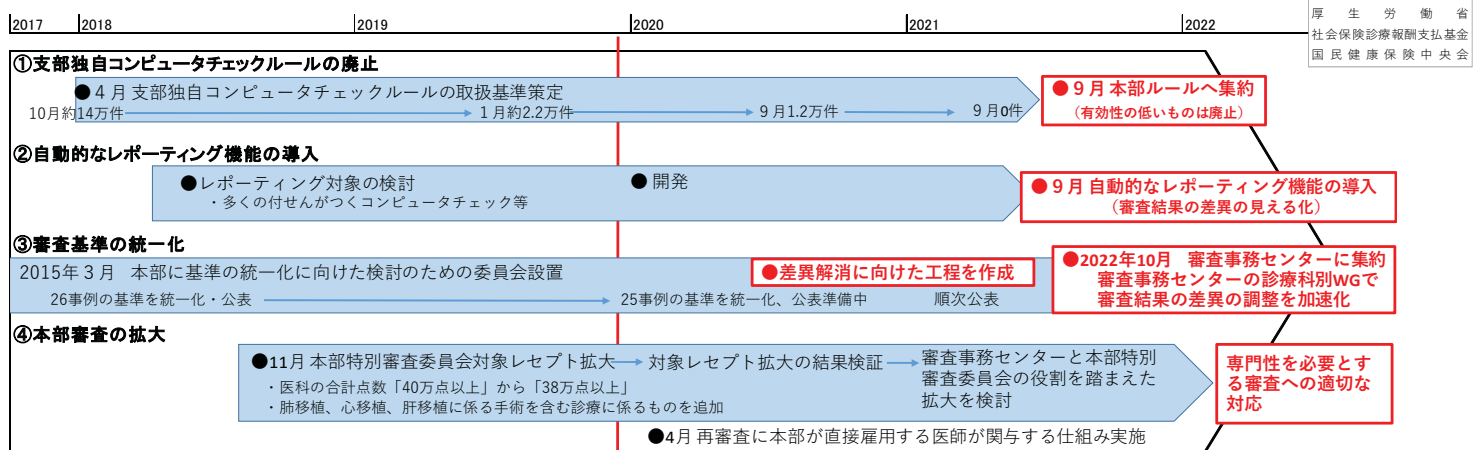 2017 2018 2019 2020 2021 2022
厚生労働省
社会保険診療報酬支払基金
国民健康保険中央会
①支部独自コンピュータチェックルールの廃止
●4月 支部独自コンピュータチェックルールの取扱基準策定
10月約14万件 1月約2.2万件 9月1.2万件 9月0件
●9月 本部ルールへ集約
（有効性の低いものは廃止）
②自動的なレポーティング機能の導入
●レポーティング対象の検討
・多くの付せんがつくコンピュータチェック等
●開発
●9月 自動的なレポーティング機能の導入
（審査結果の差異の見える化）
③審査基準の統一化
2015年3月 本部に基準の統一化に向けた検討のための委員会設置
26事例の基準を統一化・公表 25事例の基準を統一化、公表準備中 順次公表
●差異解消に向けた工程を作成
●2022年10月 審査事務センターに集約
審査事務センターの診療科別WGで
審査結果の差異の調整を加速化
④本部審査の拡大
●11月 本部特別審査委員会対象レセプト拡大
・医科の合計点数「40万点以上」から「38万点以上」
・肺移植、心移植、肝移植に係る手術を含む診療に係るものを追加
対象レセプト拡大の結果検証
審査事務センターと本部特別
審査委員会の役割を踏まえた
拡大を検討
専門性を必要とす
る審査への適切な
対応
●4月 再審査に本部が直接雇用する医師が関与する仕組み実施